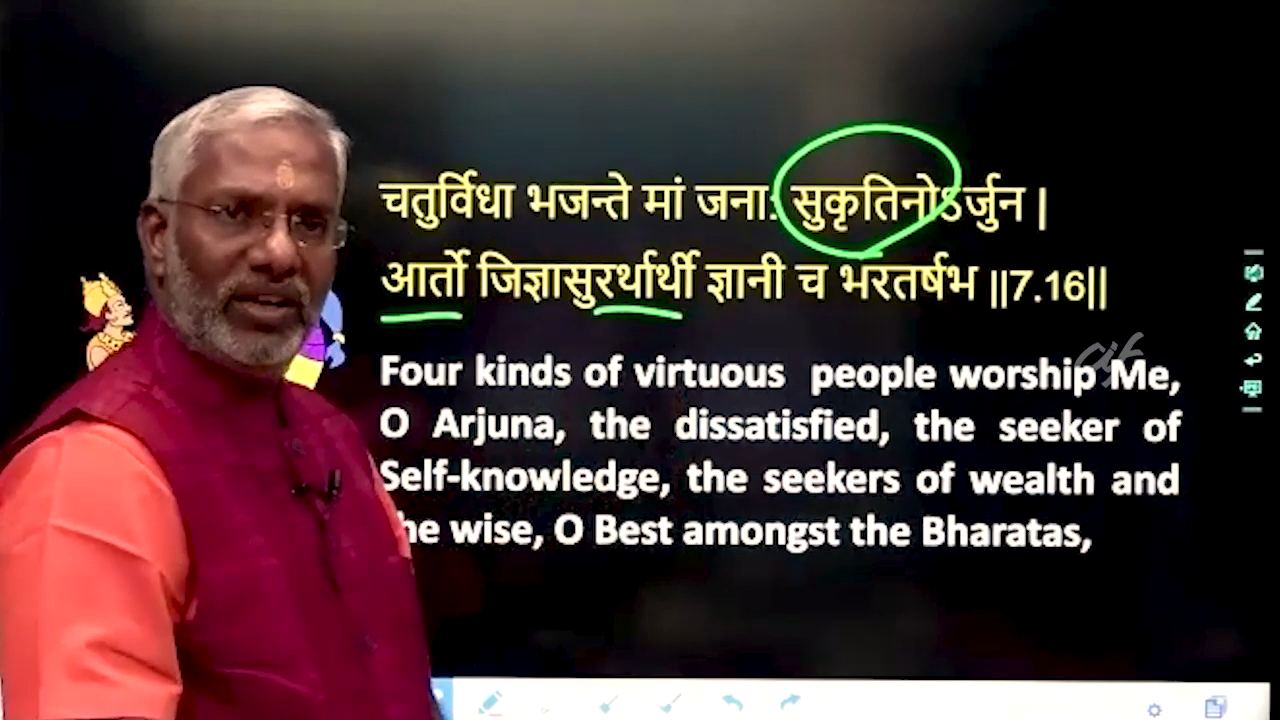 चतुर्विधा भजन्ते मां जनाः सुकृतिनोऽर्जुन |
आर्तो जिज्ञासुरर्थार्थी ज्ञानी च भरतर्षभ ||7.16||
Four kinds of virtuous people worship Me,
O Arjuna, the dissatisfied, the seeker of
Self-knowledge, the seekers of wealth and
the wise, O Best amongst the Bharatas,